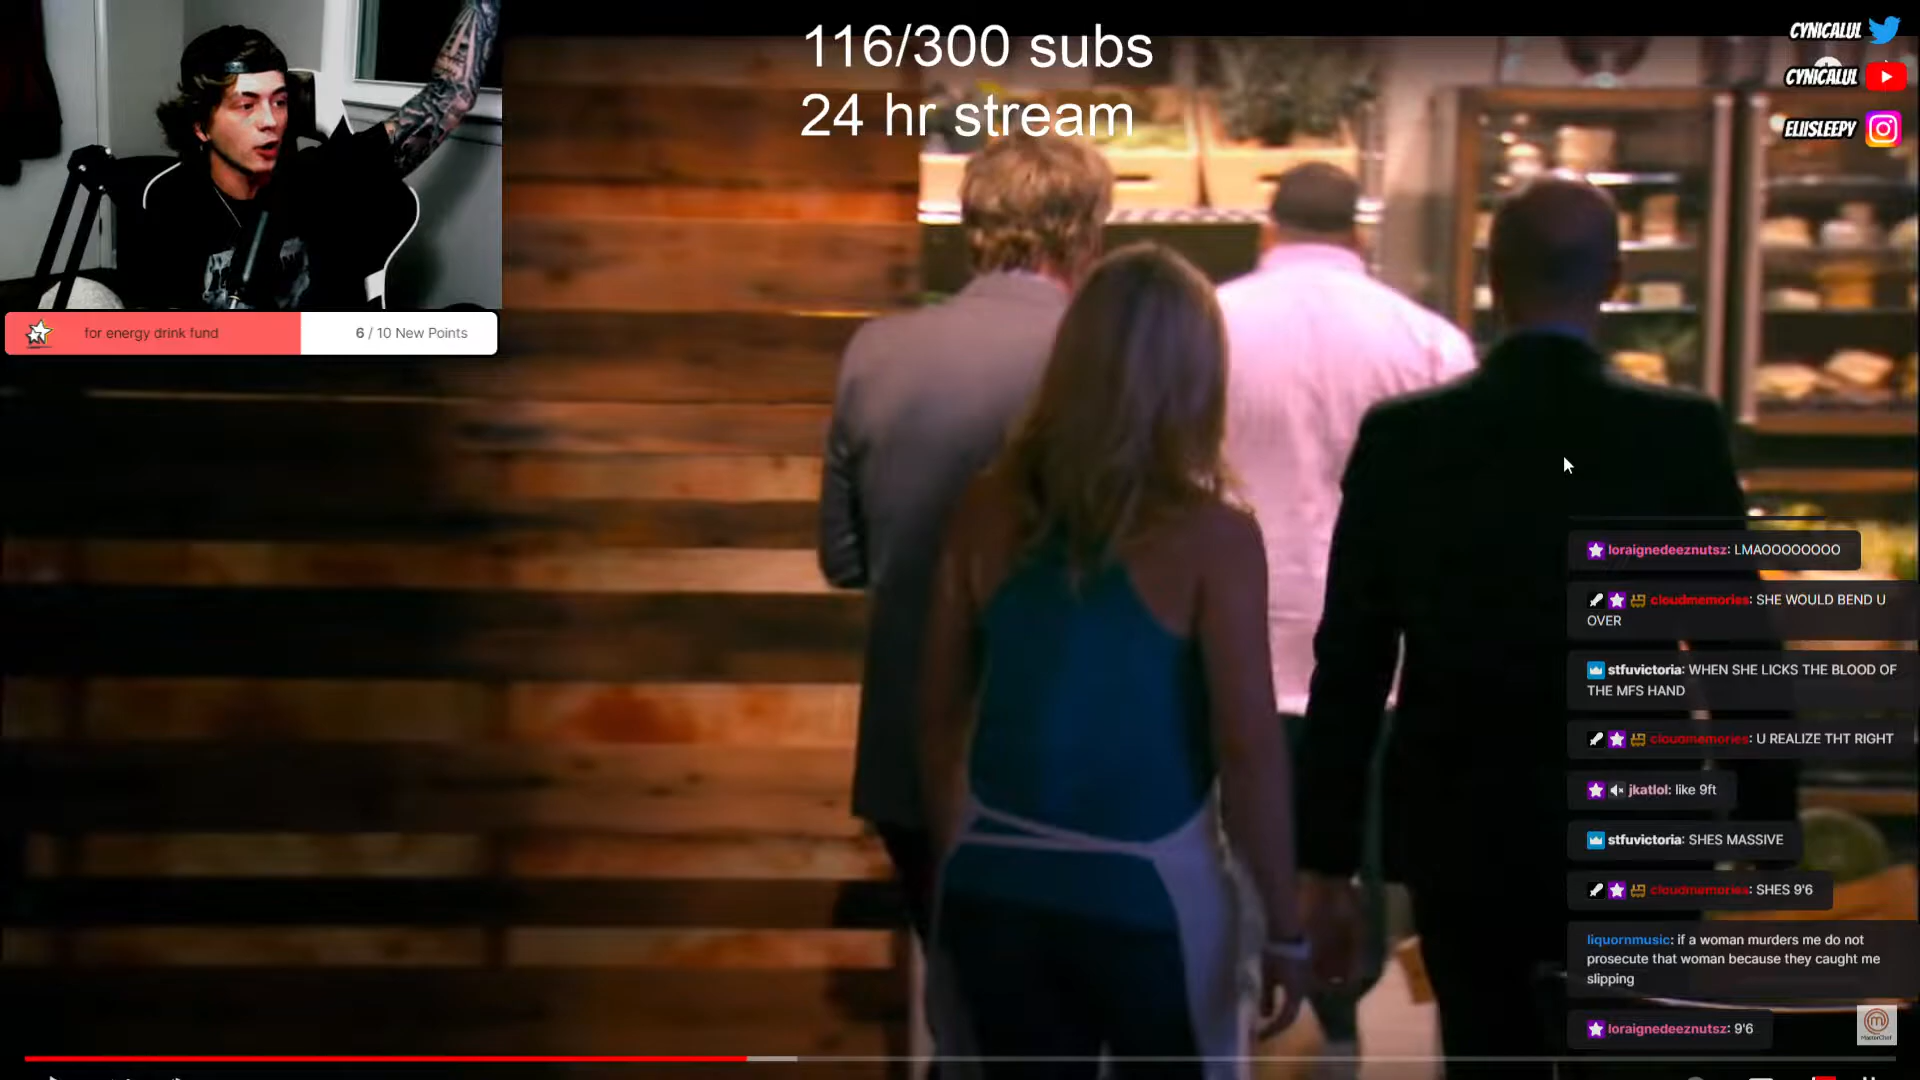 116/300 subs
24 hr stream
CYNICALUL
CYNICALUL
ELIISLEEPY
for energy drink fund
6 / 10 New Points
loraignedeeznutsz: LMAOOOOOOOO
cloudmemories: SHE WOULD BEND U
OVER
stfuvictoria: WHEN SHE LICKS THE BLOOD OF
THE MFS HAND
cloudmemories: U REALIZE THT RIGHT
jkatlol: like 9ft
stfuvictoria: SHES MASSIVE
cloudmemories: SHES 9'6
liquornmusic: if a woman murders me do not
prosecute that woman because they caught me
slipping
loraignedeeznutsz: 9'6
MasterChef